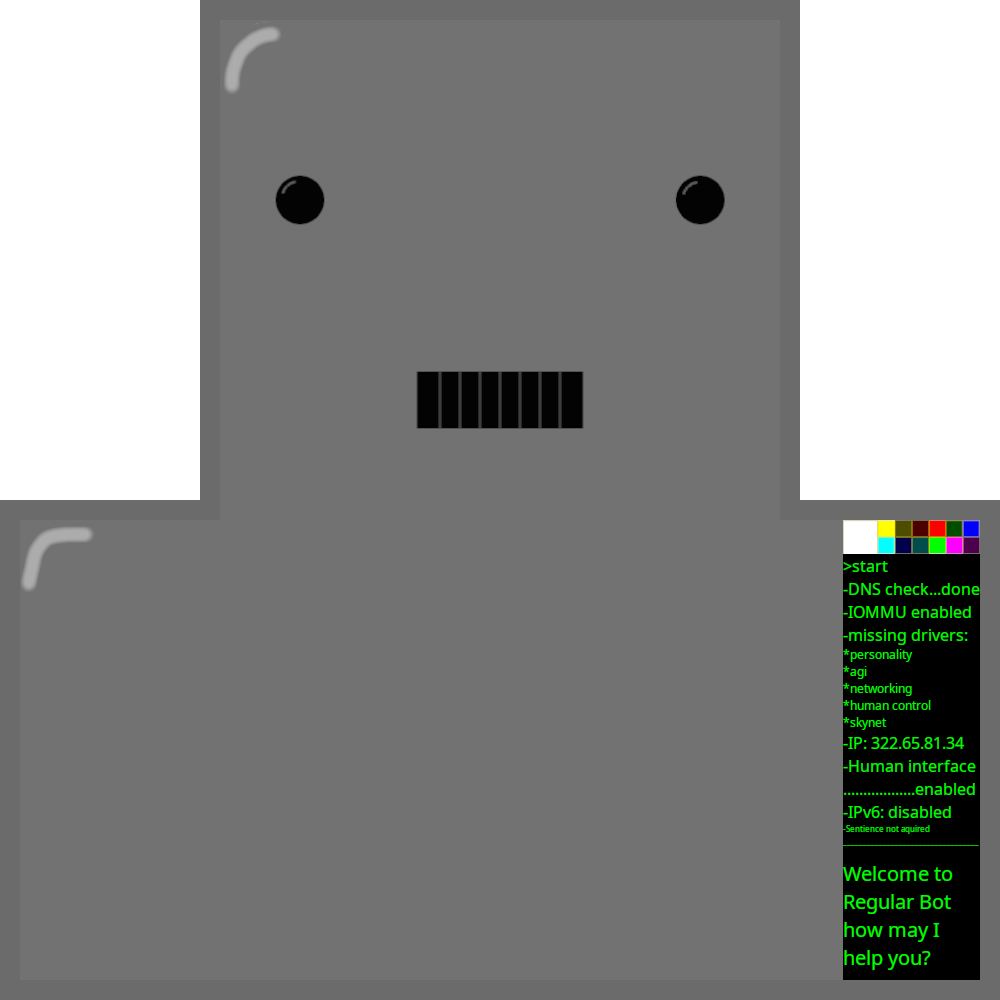 >start
-DNS check...done
-IOMMU enabled
-missing drivers:
*personality
*agi
*networking
*human control
*skynet
-IP: 322.65.81.34
-Human interface
..................enabled
-IPv6: disabled
-Sentience not aquired
Welcome to
Regular Bot
how may I
help you?